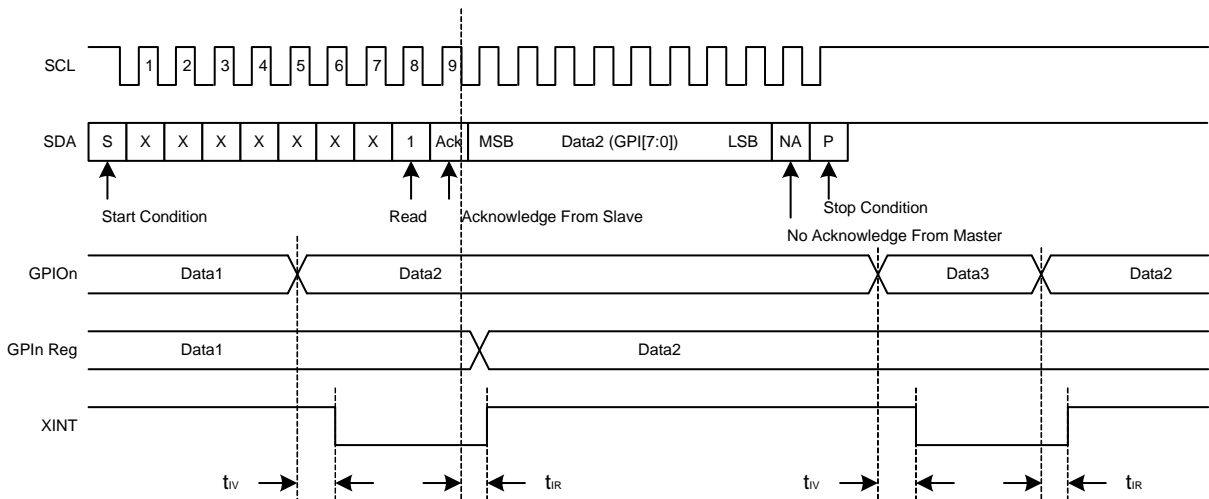 SCL 1 2 3 4 5 6 7 8 9
SDA S X X X X X X X 1 Ack MSB Data2 (GPI[7:0]) LSB NA P
Start Condition Read Acknowledge From Slave Stop Condition
No Acknowledge From Master
GPIOn Data1 Data2 Data3 Data2
GPIn Reg Data1 Data2
XINT
tIV tIR tIV tIR